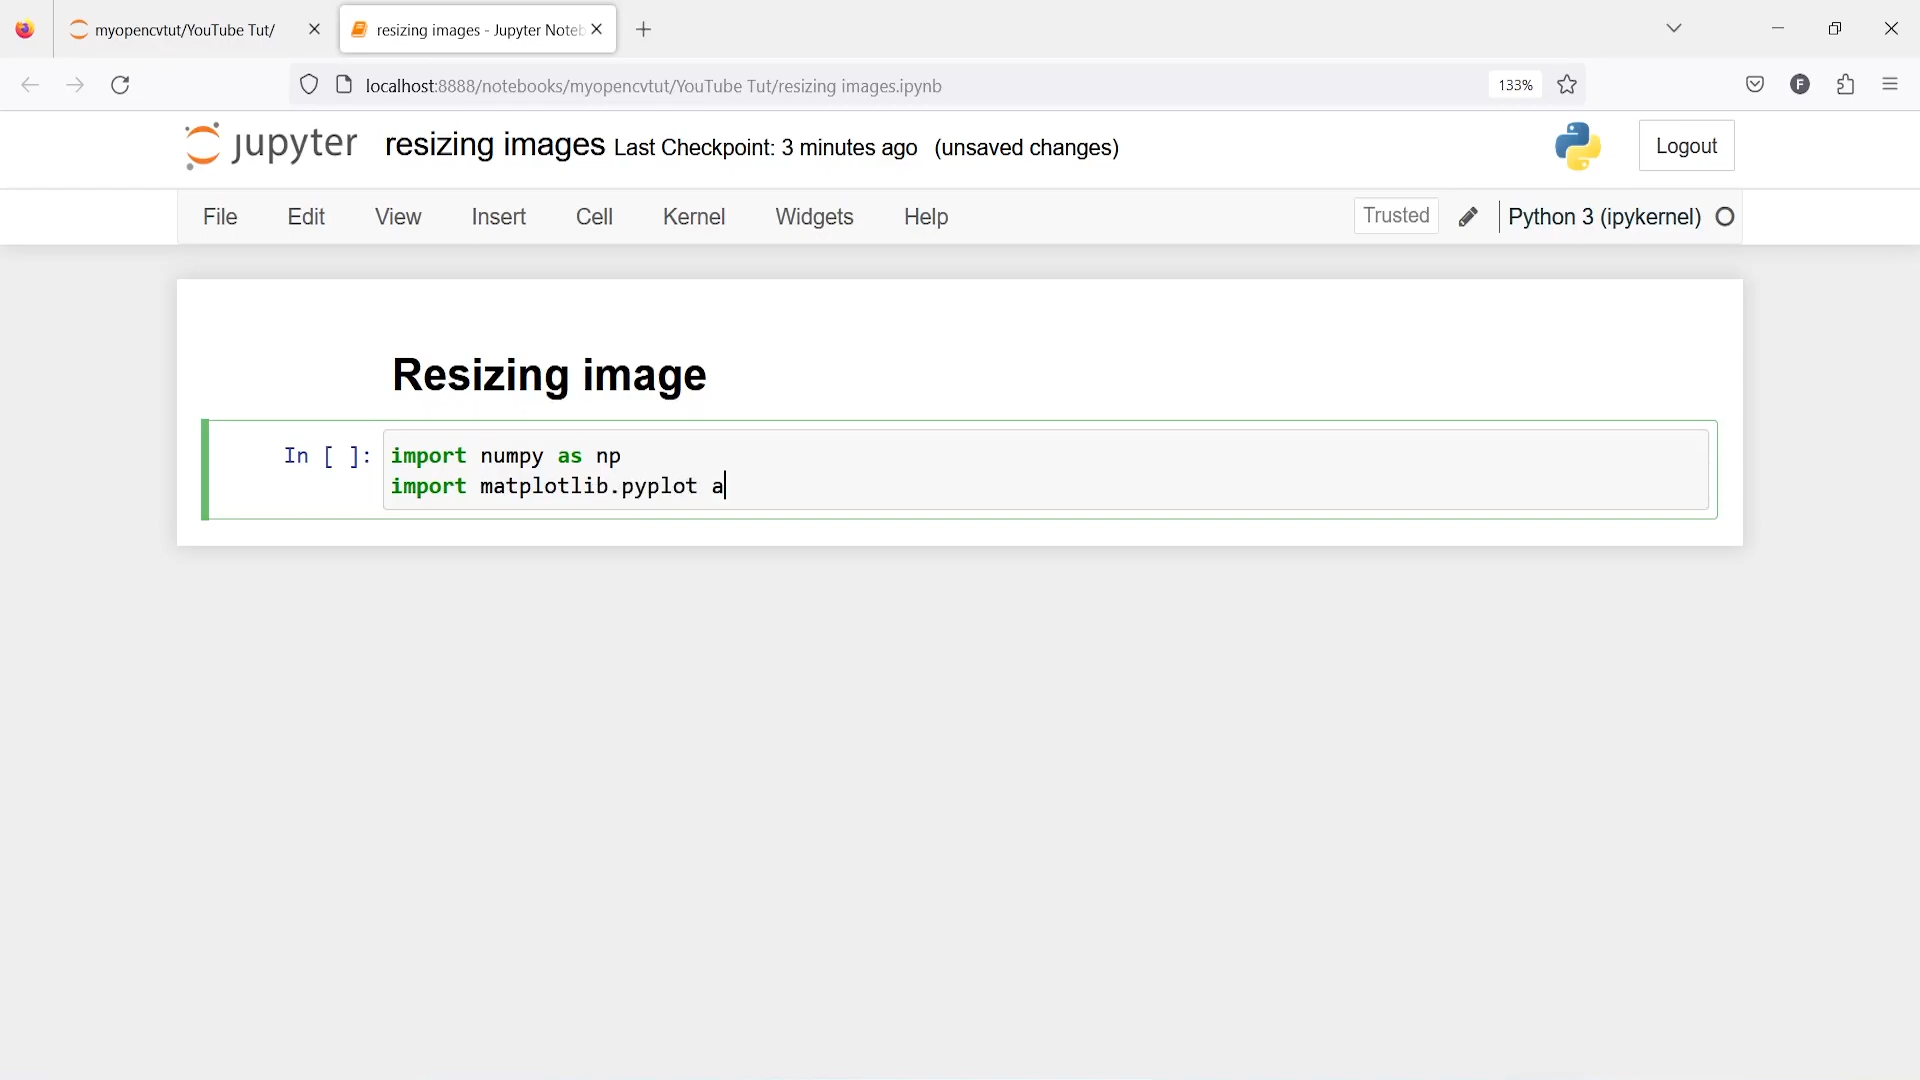 myopencvtut/YouTube Tut/
resizing images - Jupyter Noteb
localhost:8888/notebooks/myopencvtut/YouTube Tut/resizing images.ipynb
133%
F
jupyter resizing images Last Checkpoint: 3 minutes ago (unsaved changes)
Logout
File Edit View Insert Cell Kernel Widgets Help
Trusted
Python 3 (ipykernel)
Resizing image
In [ ]: import numpy as np
import matplotlib.pyplot a